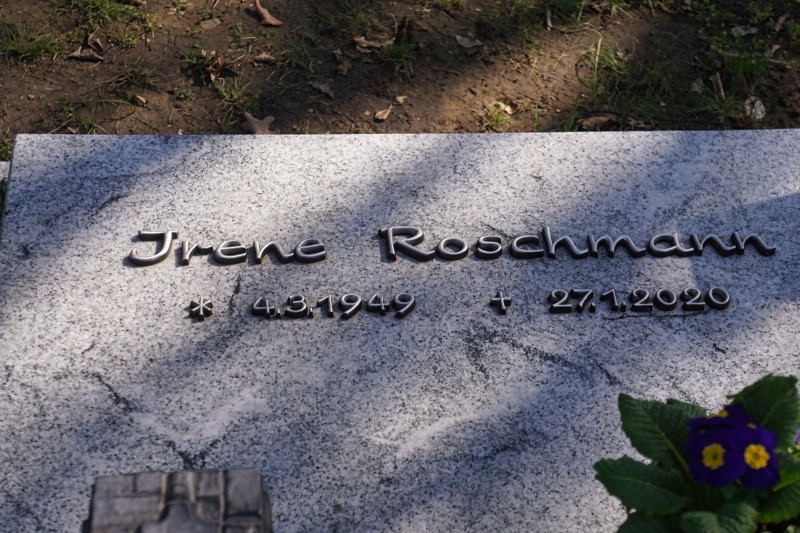 Irene Roschmann
* 4.3.1949 ✝ 27.1.2020